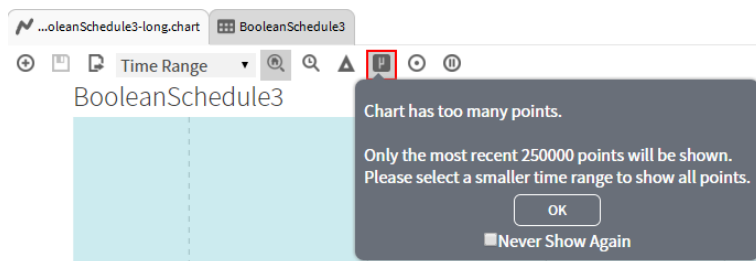 ...oleanSchedule3-long.chart
BooleanSchedule3
Time Range
µ
BooleanSchedule3
Chart has too many points.
Only the most recent 250000 points will be shown.
Please select a smaller time range to show all points.
OK
Never Show Again